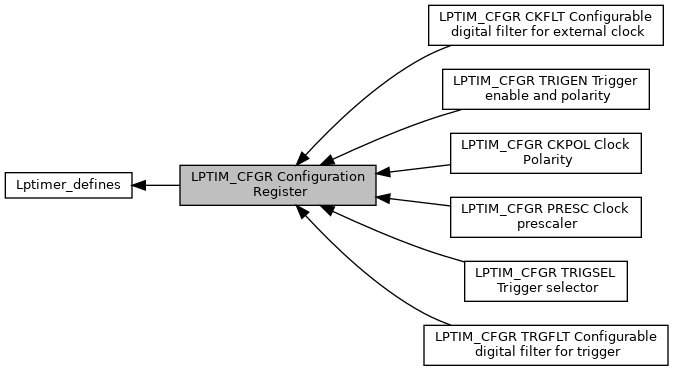 LPTIM_CFGR CKFLT Configurable
digital filter for external clock
LPTIM_CFGR TRIGEN Trigger
enable and polarity
LPTIM_CFGR CKPOL Clock
Polarity
Lptimer_defines
LPTIM_CFGR Configuration
Register
LPTIM_CFGR PRESC Clock
prescaler
LPTIM_CFGR TRIGSEL
Trigger selector
LPTIM_CFGR TRGFLT Configurable
digital filter for trigger